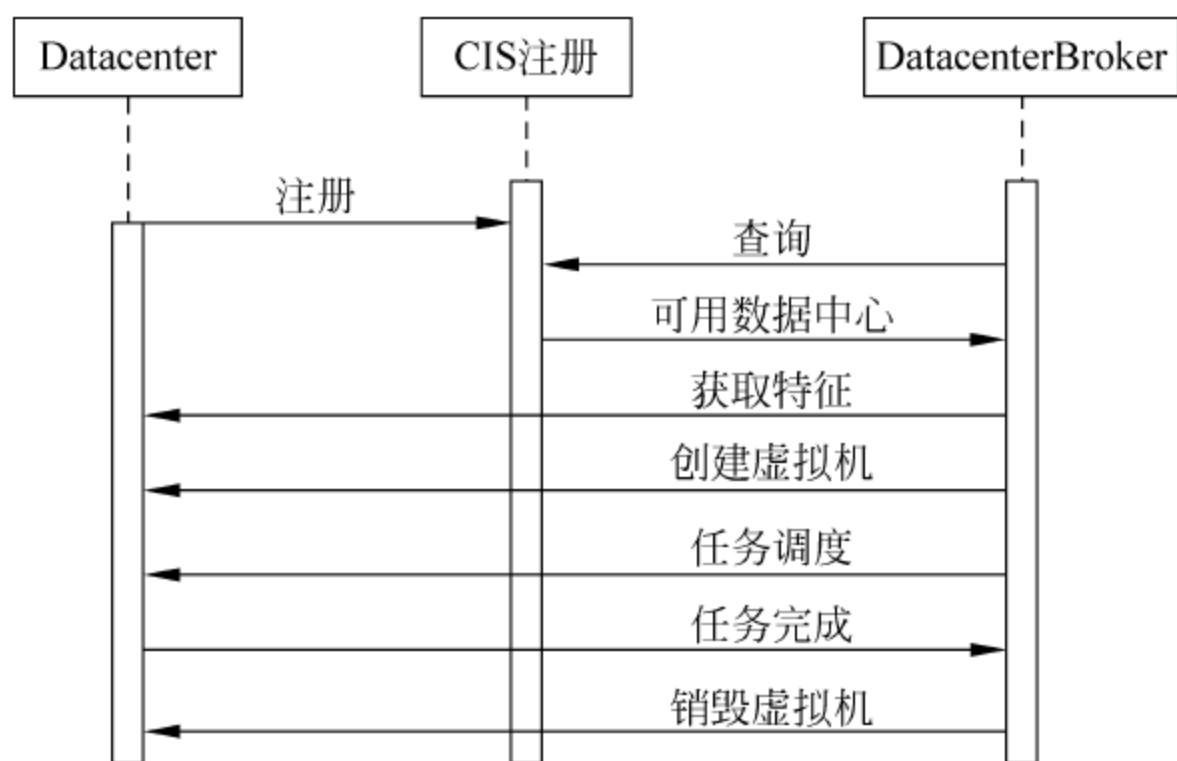 Datacenter
CIS注册
DatacenterBroker
注册
查询
可用数据中心
获取特征
创建虚拟机
任务调度
任务完成
销毁虚拟机